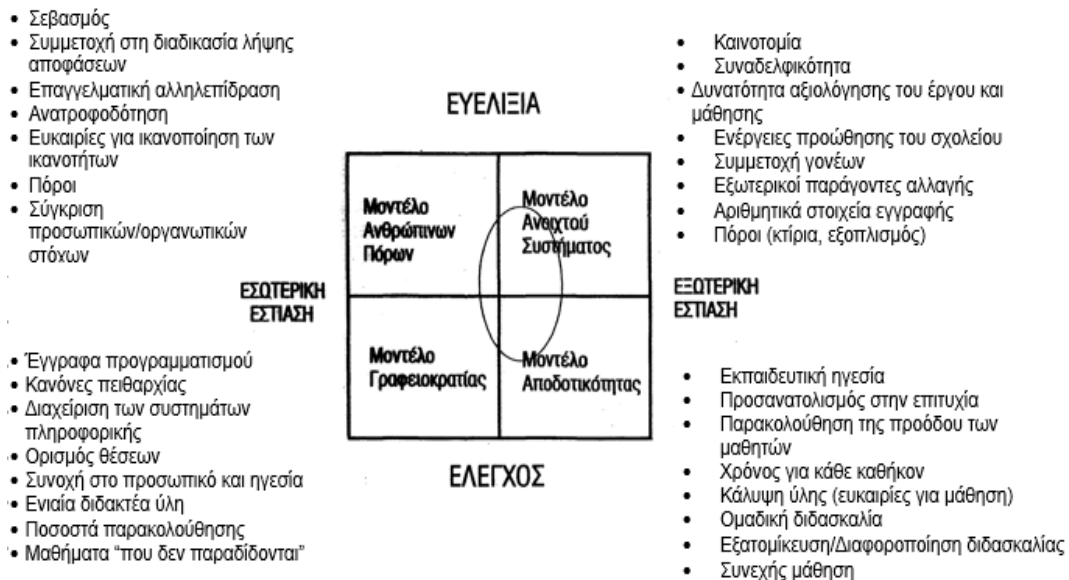 • Σεβασμός
• Συμμετοχή στη διαδικασία λήψης
αποφάσεων
• Επαγγελματική αλληλεπίδραση
• Ανατροφοδότηση
• Ευκαιρίες για ικανοποίηση των
ικανοτήτων
• Πόροι
• Σύγκριση
προσωπικών/οργανωτικών
στόχων
• Καινοτομία
• Συναδελφικότητα
• Δυνατότητα αξιολόγησης του έργου και
μάθησης
• Ενέργειες προώθησης του σχολείου
• Συμμετοχή γονέων
• Εξωτερικοί παράγοντες αλλαγής
• Αριθμητικά στοιχεία εγγραφής
• Πόροι (κτίρια, εξοπλισμός)
ΕΥΕΛΙΞΙΑ
Μοντέλο
Ανθρώπινων
Πόρων
Μοντέλο
Ανοιχτού
Συστήματος
ΕΣΩΤΕΡΙΚΗ
ΕΣΤΙΑΣΗ
ΕΞΩΤΕΡΙΚΗ
ΕΣΤΙΑΣΗ
Μοντέλο
Γραφειοκρατίας
Μοντέλο
Αποδοτικότητας
ΕΛΕΓΧΟΣ
• Έγγραφα προγραμματισμού
• Κανόνες πειθαρχίας
• Διαχείριση των συστημάτων
πληροφορικής
• Ορισμός θέσεων
• Συνοχή στο προσωπικό και ηγεσία
• Ενιαία διδακτέα ύλη
• Ποσοστά παρακολούθησης
• Μαθήματα “που δεν παραδίδονται”
• Εκπαιδευτική ηγεσία
• Προσανατολισμός στην επιτυχία
• Παρακολούθηση της προόδου των
μαθητών
• Χρόνος για κάθε καθήκον
• Κάλυψη ύλης (ευκαιρίες για μάθηση)
• Ομαδική διδασκαλία
• Εξατομίκευση/Διαφοροποίηση διδασκαλίας
• Συνεχής μάθηση